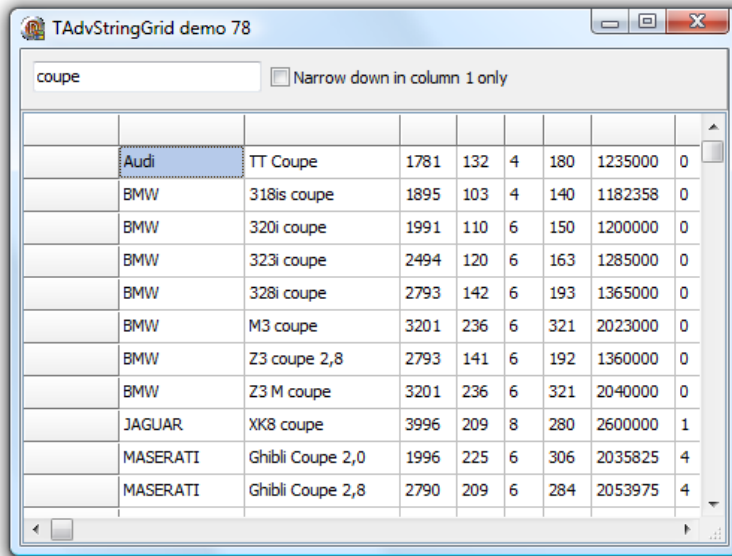 TAdvStringGrid demo 78
coupe Narrow down in column 1 only
Audi TT Coupe 1781 132 4 180 1235000 0
BMW 318is coupe 1895 103 4 140 1182358 0
BMW 320i coupe 1991 110 6 150 1200000 0
BMW 323i coupe 2494 120 6 163 1285000 0
BMW 328i coupe 2793 142 6 193 1365000 0
BMW M3 coupe 3201 236 6 321 2023000 0
BMW Z3 coupe 2,8 2793 141 6 192 1360000 0
BMW Z3 M coupe 3201 236 6 321 2040000 0
JAGUAR XK8 coupe 3996 209 8 280 2600000 1
MASERATI Ghibli Coupe 2,0 1996 225 6 306 2035825 4
MASERATI Ghibli Coupe 2,8 2790 209 6 284 2053975 4